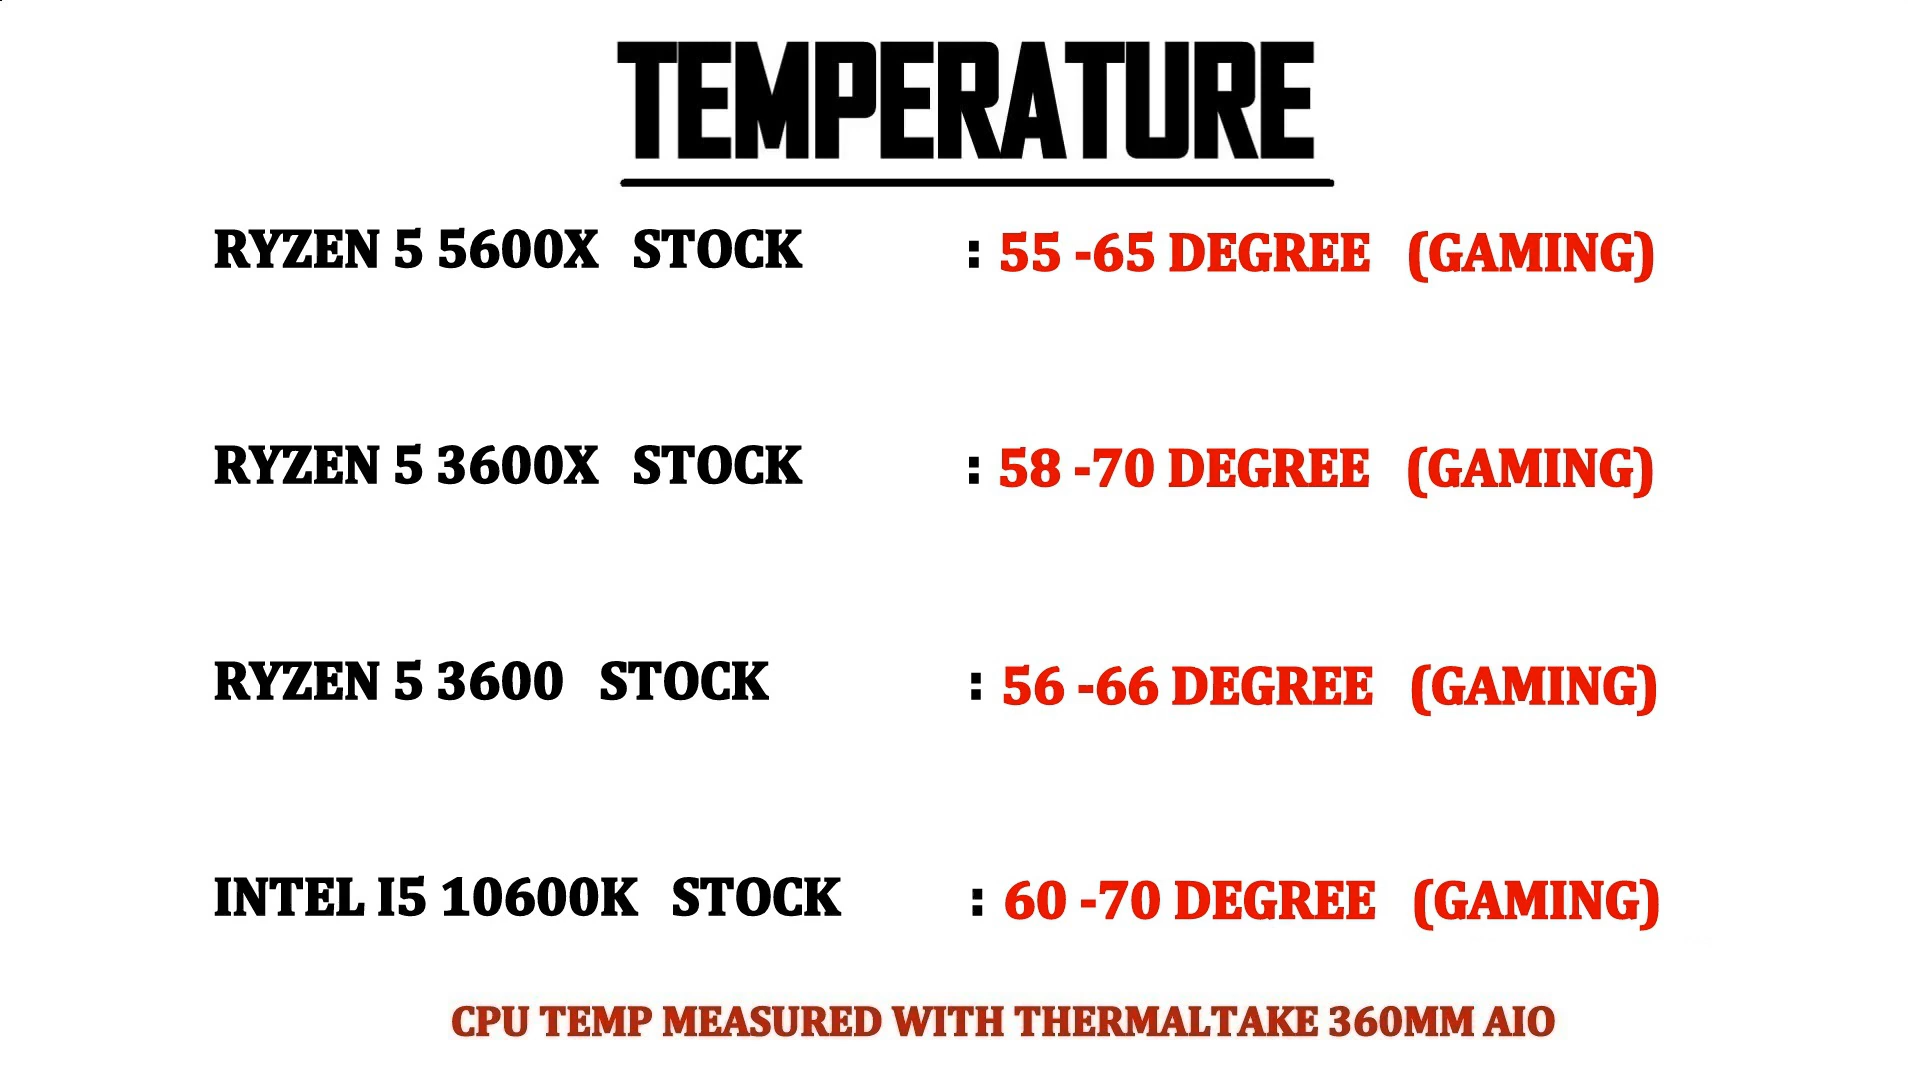 TEMPERATURE
RYZEN 5 5600X STOCK : 55 -65 DEGREE (GAMING)
RYZEN 5 3600X STOCK : 58 -70 DEGREE (GAMING)
RYZEN 5 3600 STOCK : 56 -66 DEGREE (GAMING)
INTEL I5 10600K STOCK : 60 -70 DEGREE (GAMING)
CPU TEMP MEASURED WITH THERMALTAKE 360MM AIO